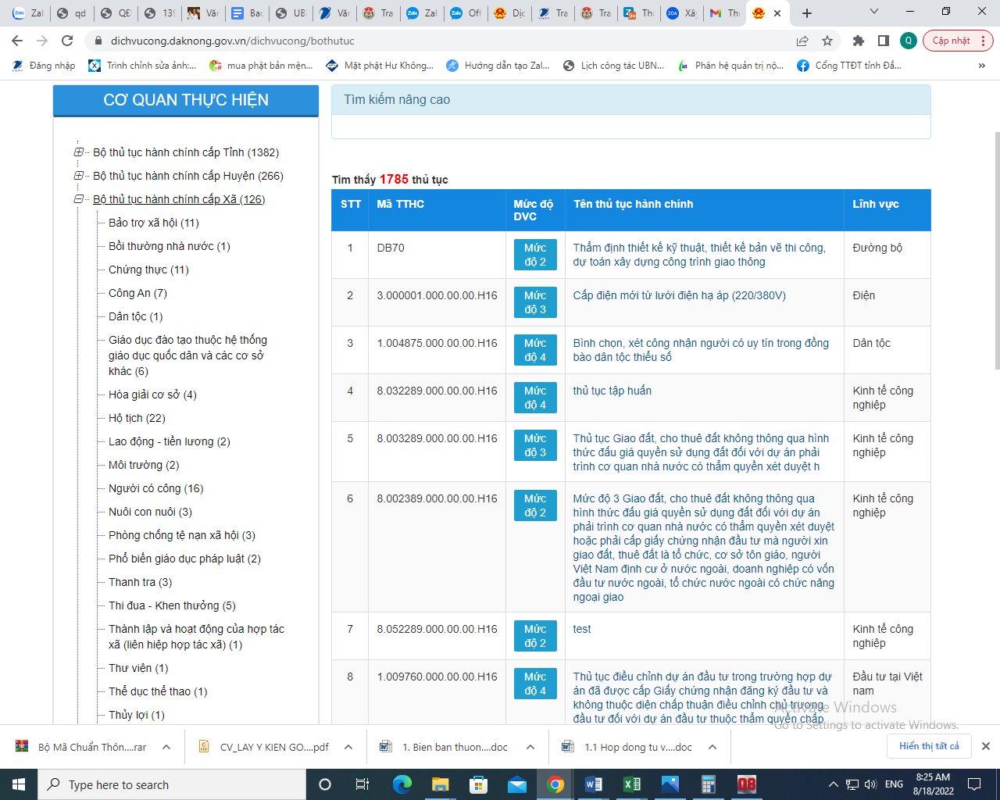 Zal
qd
QĐ
139
Văn
Bac
UB
Văn
Tra
Zal
Off
Dịc
Tra
Tra
Thu
Xây
Thu
dichvucong.daknong.gov.vn/dichvucong/bothutuc
Q
Cập nhật
Đăng nhập
Trình chỉnh sửa ảnh:...
mua phật bản mện...
Mặt phật Hư Không...
Hướng dẫn tạo Zal...
Lịch công tác UBN...
Phân hệ quản trị nộ...
Cổng TTĐT tỉnh Đắ...
»
CƠ QUAN THỰC HIỆN
Bộ thủ tục hành chính cấp Tỉnh (1382)
Bộ thủ tục hành chính cấp Huyện (266)
Bộ thủ tục hành chính cấp Xã (126)
Bảo trợ xã hội (11)
Bồi thường nhà nước (1)
Chứng thực (11)
Công An (7)
Dân tộc (1)
Giáo dục đào tạo thuộc hệ thống
giáo dục quốc dân và các cơ sở
khác (6)
Hòa giải cơ sở (4)
Hộ tịch (22)
Lao động - tiền lương (2)
Môi trường (2)
Người có công (16)
Nuôi con nuôi (3)
Phòng chống tệ nạn xã hội (3)
Phổ biến giáo dục pháp luật (2)
Thanh tra (3)
Thi đua - Khen thưởng (5)
Thành lập và hoạt động của hợp tác
xã (liên hiệp hợp tác xã) (1)
Thư viện (1)
Thể dục thể thao (1)
Thủy lợi (1)
Tìm kiếm nâng cao
Tìm thấy 1785 thủ tục
STT
Mã TTHC
Mức độ
DVC
Tên thủ tục hành chính
Lĩnh vực
1
DB70
Mức
độ 2
Thẩm định thiết kế kỹ thuật, thiết kế bản vẽ thi công,
dự toán xây dựng công trình giao thông
Đường bộ
2
3.000001.000.00.00.H16
Mức
độ 3
Cấp điện mới từ lưới điện hạ áp (220/380V)
Điện
3
1.004875.000.00.00.H16
Mức
độ 4
Bình chọn, xét công nhận người có uy tín trong đồng
bào dân tộc thiểu số
Dân tộc
4
8.032289.000.00.00.H16
Mức
độ 4
thủ tục tập huấn
Kinh tế công
nghiệp
5
8.003289.000.00.00.H16
Mức
độ 3
Thủ tục Giao đất, cho thuê đất không thông qua hình
thức đấu giá quyền sử dụng đất đối với dự án phải
trình cơ quan nhà nước có thẩm quyền xét duyệt h
Kinh tế công
nghiệp
6
8.002389.000.00.00.H16
Mức
độ 2
Mức độ 3 Giao đất, cho thuê đất không thông qua
hình thức đấu giá quyền sử dụng đất đối với dự án
phải trình cơ quan nhà nước có thẩm quyền xét duyệt
hoặc phải cấp giấy chứng nhận đầu tư mà người xin
giao đất, thuê đất là tổ chức, cơ sở tôn giáo, người
Việt Nam định cư ở nước ngoài, doanh nghiệp có vốn
đầu tư nước ngoài, tổ chức nước ngoài có chức năng
ngoại giao
Kinh tế công
nghiệp
7
8.052289.000.00.00.H16
Mức
độ 2
test
Kinh tế công
nghiệp
8
1.009760.000.00.00.H16
Mức
độ 4
Thủ tục điều chỉnh dự án đầu tư trong trường hợp dự
án đã được cấp Giấy chứng nhận đăng ký đầu tư và
không thuộc diện chấp thuận điều chỉnh chủ trương
đầu tư đối với dự án đầu tư thuộc thẩm quyền chấp
Đầu tư tại Việt
nam
Activate Windows
Go to Settings to activate Windows.
Bộ Mã Chuẩn Thôn....rar
CV_LAY Y KIEN GO....pdf
1. Bien ban thuon....doc
1.1 Hop dong tu v....doc
Hiển thị tất cả
Type here to search
ENG
8:25 AM
8/18/2022